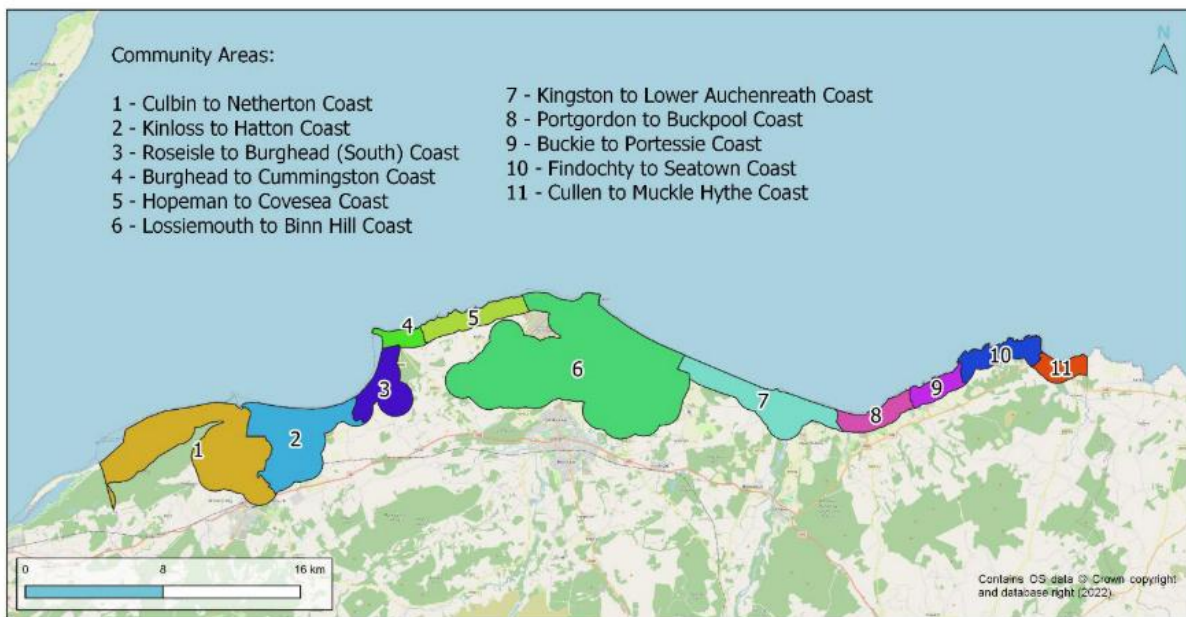 N
Community Areas:
1 - Culbin to Netherton Coast
2 - Kinloss to Hatton Coast
3 - Roseisle to Burghead (South) Coast
4 - Burghead to Cummingston Coast
5 - Hopeman to Covesea Coast
6 - Lossiemouth to Binn Hill Coast
7 - Kingston to Lower Auchenreath Coast
8 - Portgordon to Buckpool Coast
9 - Buckie to Portessie Coast
10 - Findochty to Seatown Coast
11 - Cullen to Muckle Hythe Coast
1
2
3
4
5
6
7
8
9
10
11
0 8 16 km
Contains OS data © Crown copyright
and database right (2022)